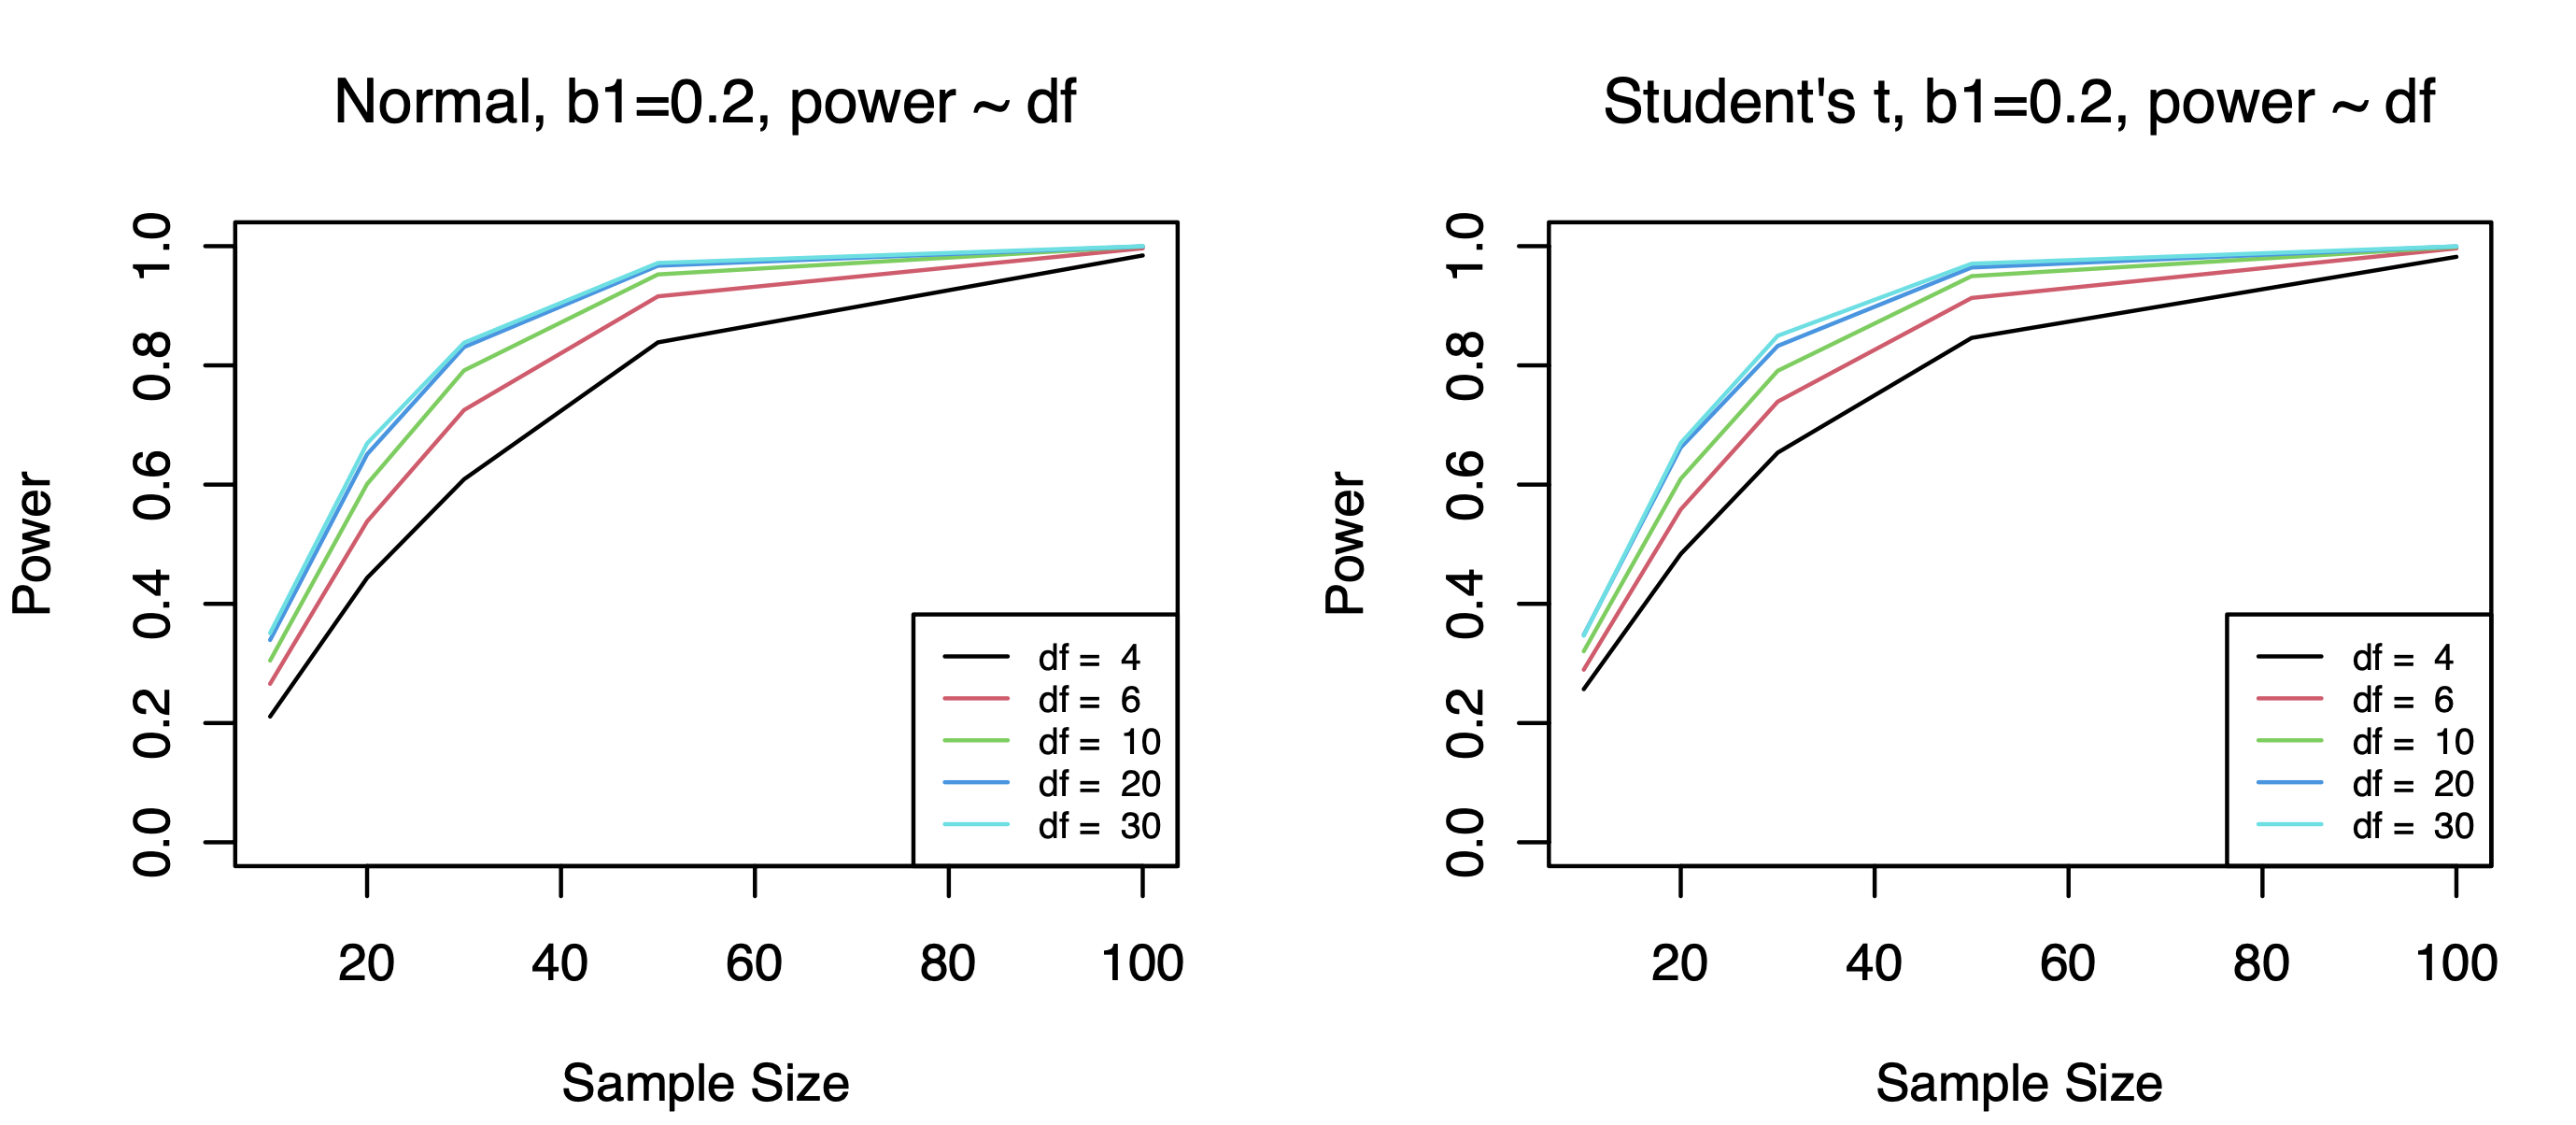 Normal, b1=0.2, power ~ df
Power
1.0
0.8
0.6
0.4
0.2
0.0
df = 4
df = 6
df = 10
df = 20
df = 30
20 40 60 80 100
Sample Size
Student's t, b1=0.2, power ~ df
Power
1.0
0.8
0.6
0.4
0.2
0.0
df = 4
df = 6
df = 10
df = 20
df = 30
20 40 60 80 100
Sample Size